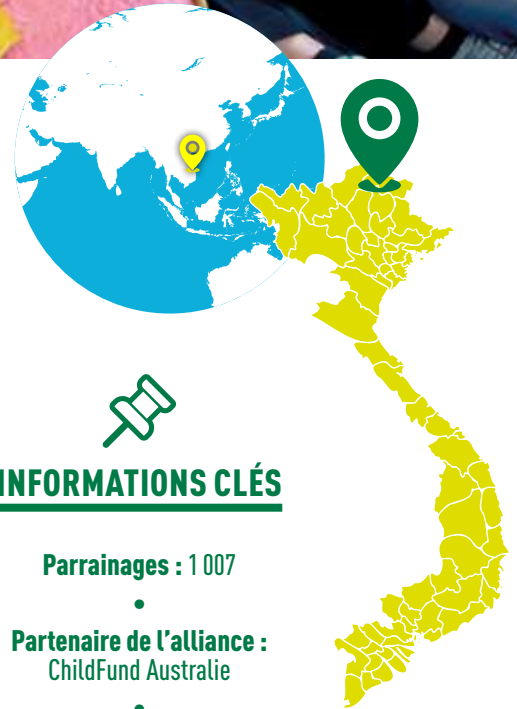 INFORMATIONS CLÉS
Parrainages : 1 007
•
Partenaire de l’alliance :
ChildFund Australie
•